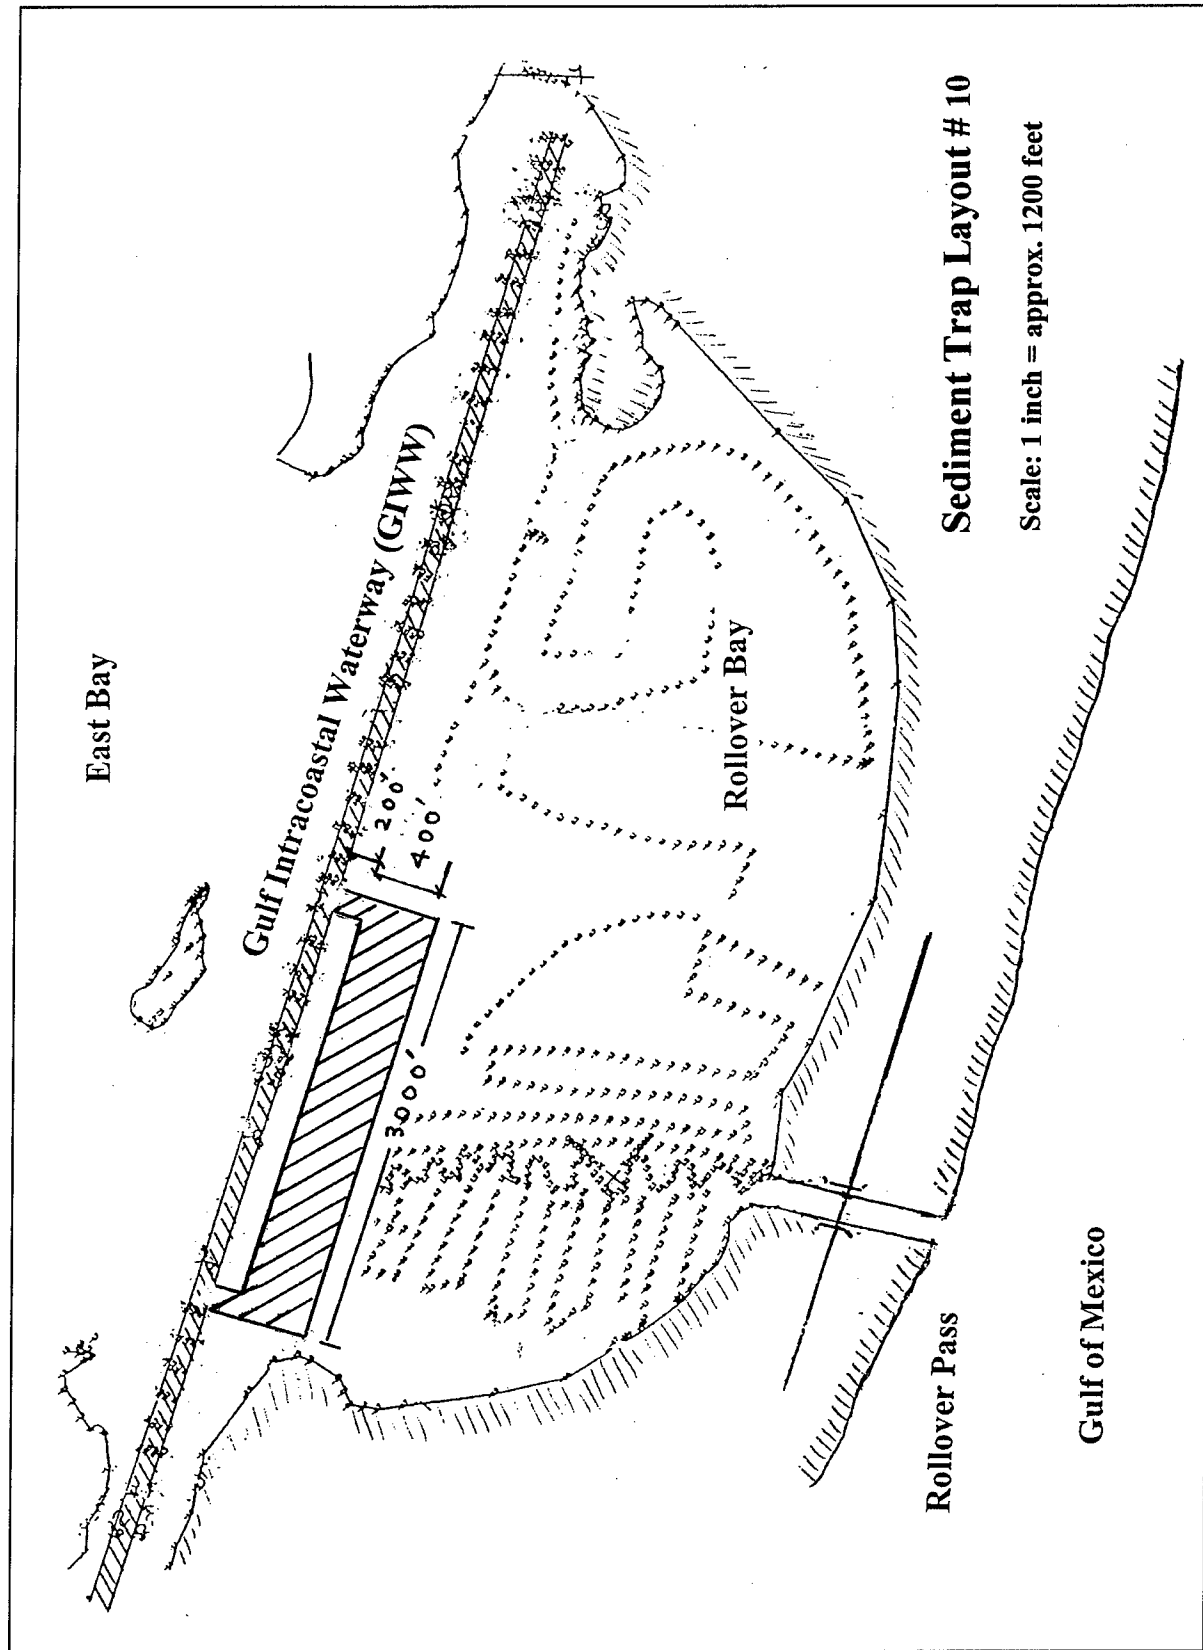 East Bay
Gulf Intracoastal Waterway (GIWW)
200'
400'
3000'
Rollover Bay
Sediment Trap Layout # 10
Scale: 1 inch = approx. 1200 feet
Rollover Pass
Gulf of Mexico